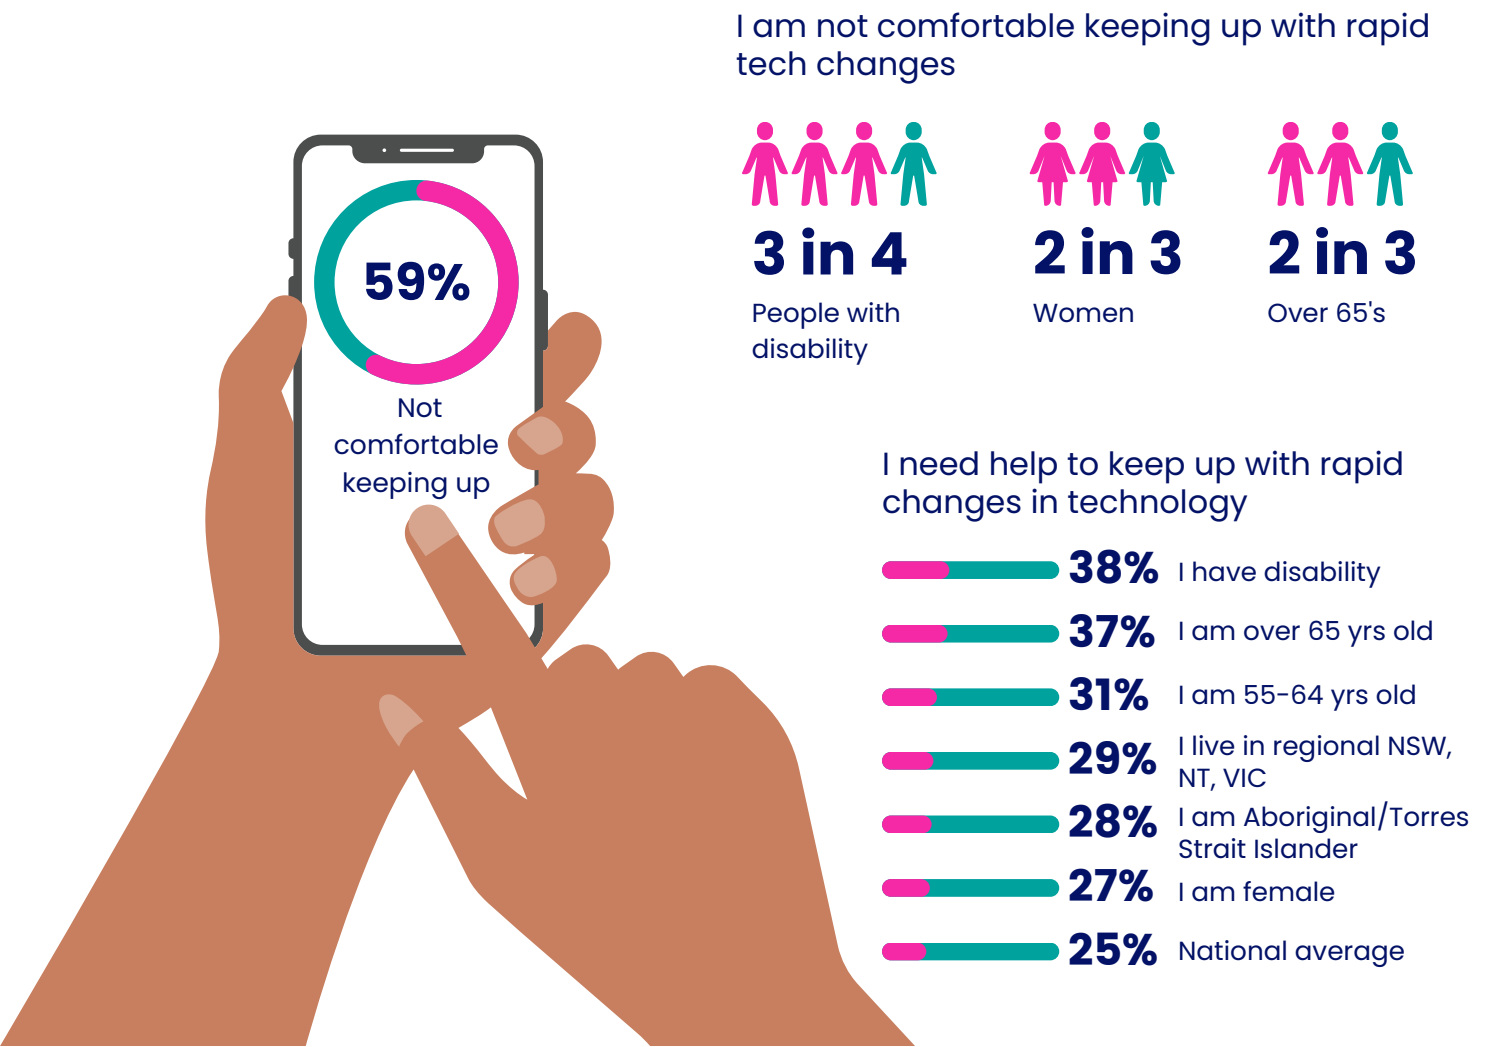 I am not comfortable keeping up with rapid
tech changes
3 in 4
People with
disability
2 in 3
Women
2 in 3
Over 65's
59%
Not
comfortable
keeping up
I need help to keep up with rapid
changes in technology
38% I have disability
37% I am over 65 yrs old
31% I am 55-64 yrs old
29% I live in regional NSW,
NT, VIC
28% I am Aboriginal/Torres
Strait Islander
27% I am female
25% National average